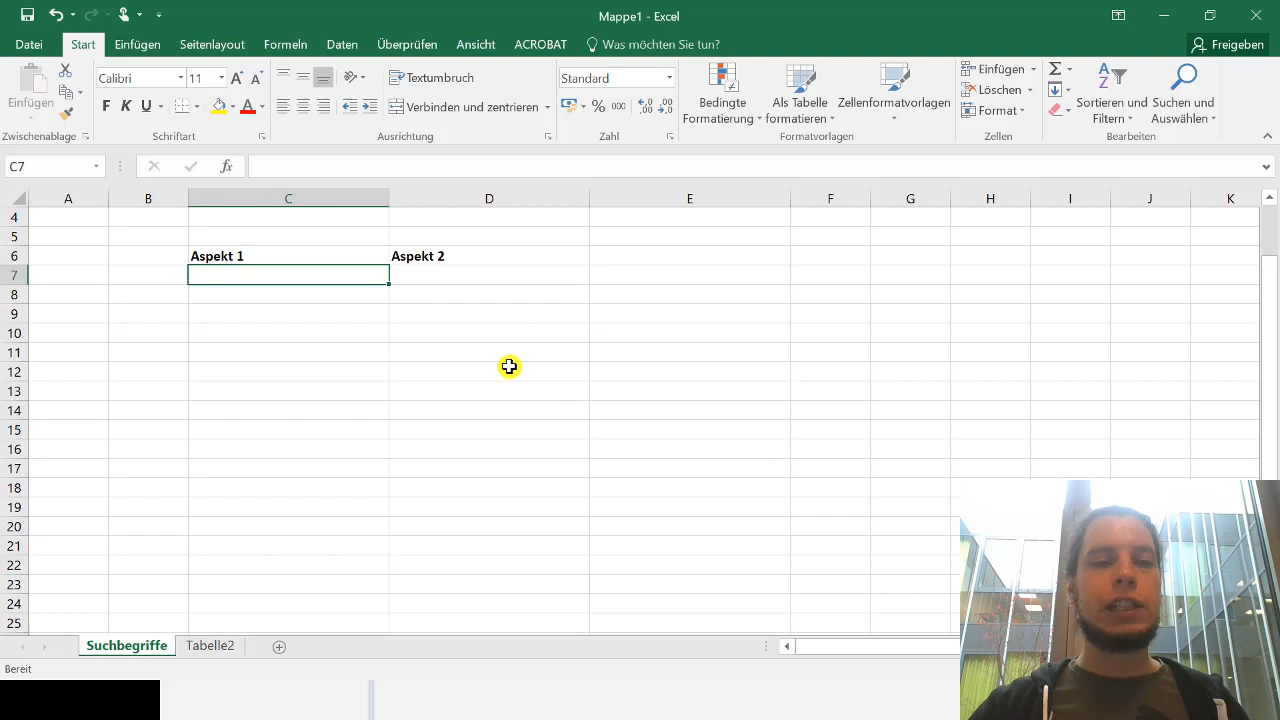 Mappe1 - Excel
Datei Start Einfügen Seitenlayout Formeln Daten Überprüfen Ansicht ACROBAT Was möchten Sie tun? Freigeben
Einfügen
Zwischenablage
Calibri 11
F K U
Schriftart
Textumbruch
Verbinden und zentrieren
Ausrichtung
Standard
% 000
Zahl
Bedingte Formatierung
Als Tabelle formatieren
Zellenformatvorlagen
Formatvorlagen
Einfügen
Löschen
Format
Zellen
Sortieren und Filtern
Suchen und Auswählen
Bearbeiten
C7 fx
A B C D E F G H I J K
4
5
6 Aspekt 1 Aspekt 2
7
8
9
10
11
12
13
14
15
16
17
18
19
20
21
22
23
24
25
Suchbegriffe Tabelle2
Bereit